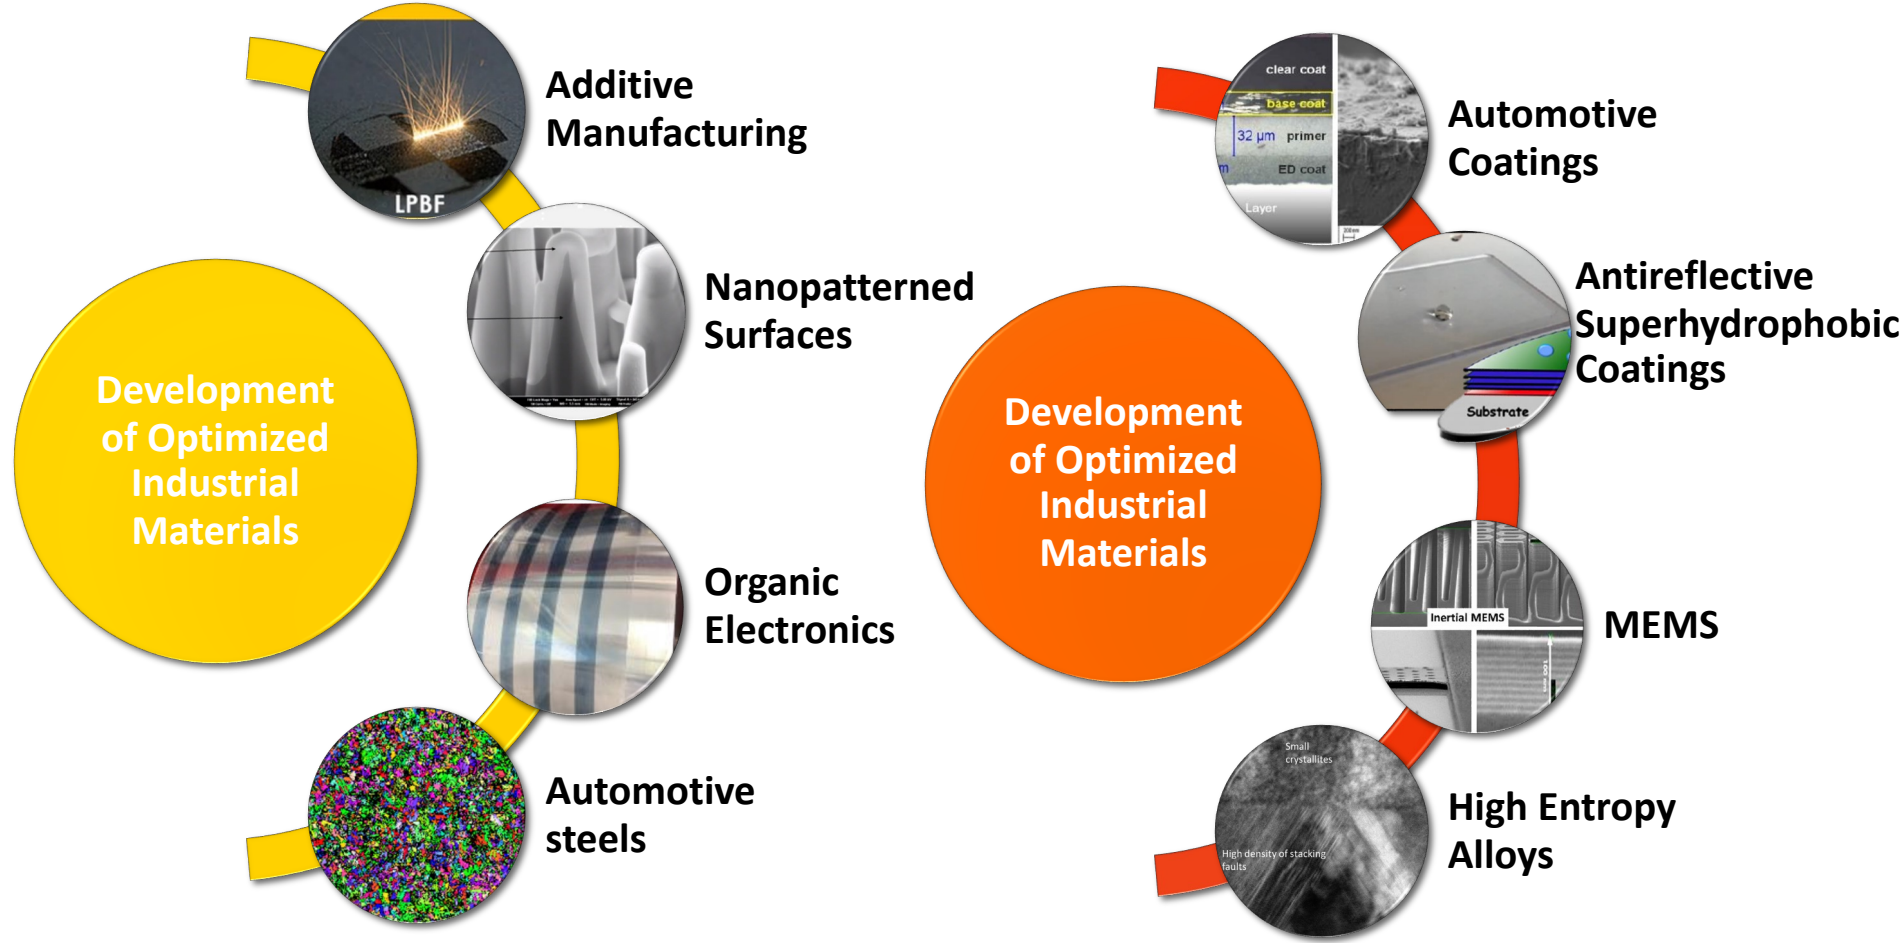 Additive
Manufacturing
LPBF
Nanopatterned
Surfaces
Development
of Optimized
Industrial
Materials
Organic
Electronics
Automotive
steels
clear coat
base coat
32 µm primer
ED coat
Layer
Automotive
Coatings
Antireflective
Superhydrophobic
Coatings
Substrate
Development
of Optimized
Industrial
Materials
Inertial MEMS
MEMS
Small
crystallites
High density of stacking
faults
High Entropy
Alloys